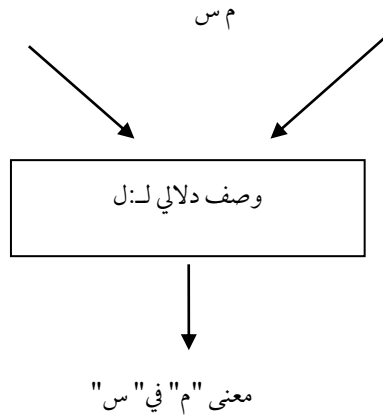 م س
وصف دلالي لـ:ل
معنى "م" في" س"